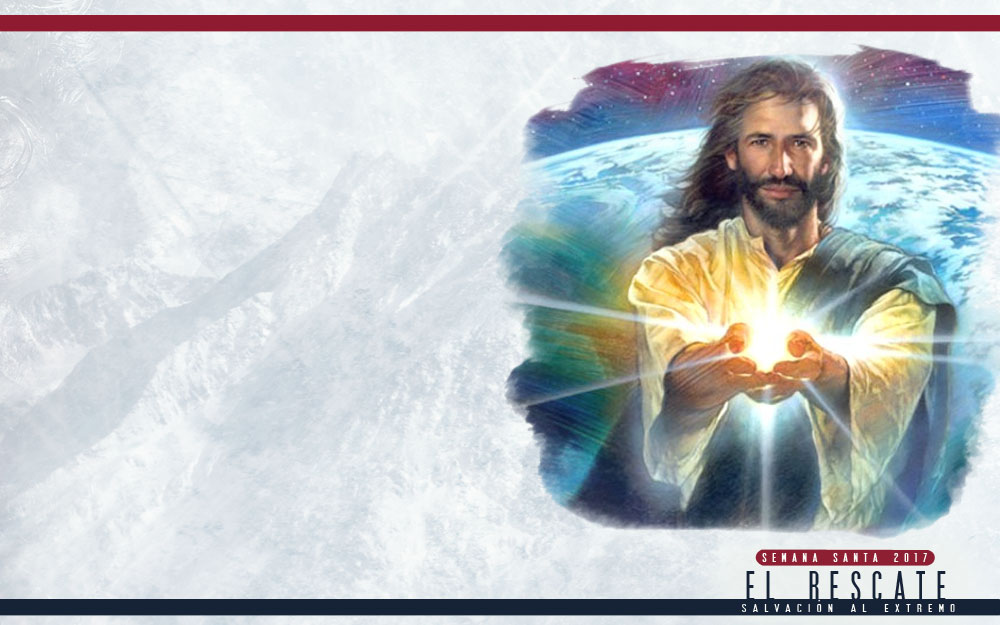 SEMANA SANTA 2017
EL RESCATE
SALVACIÓN AL EXTREMO